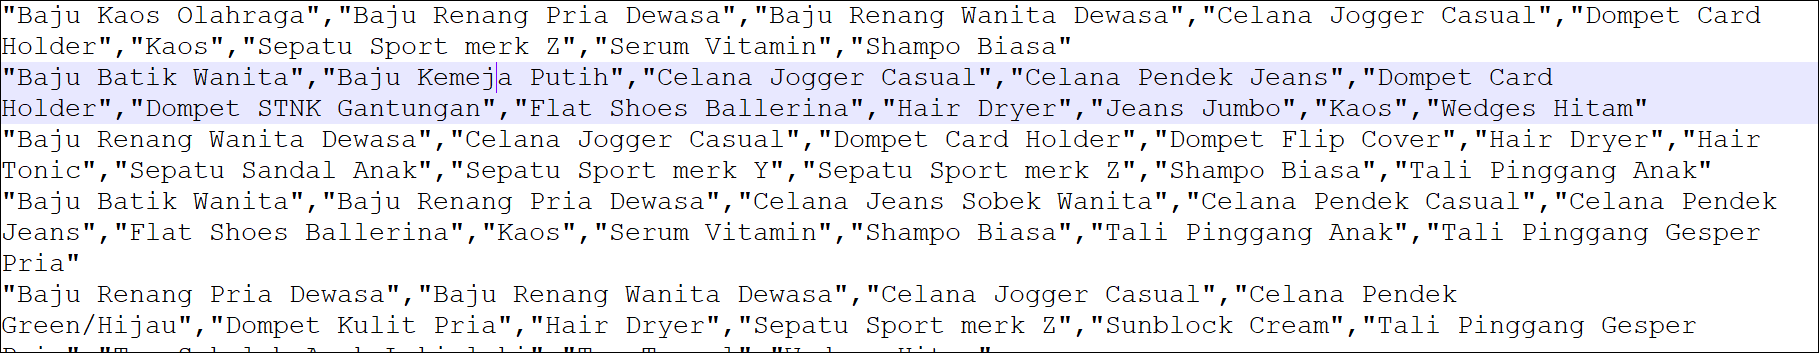 "Baju Kaos Olahraga","Baju Renang Pria Dewasa","Baju Renang Wanita Dewasa","Celana Jogger Casual","Dompet Card
Holder","Kaos","Sepatu Sport merk Z","Serum Vitamin","Shampo Biasa"
"Baju Batik Wanita","Baju Kemeja Putih","Celana Jogger Casual","Celana Pendek Jeans","Dompet Card
Holder","Dompet STNK Gantungan","Flat Shoes Ballerina","Hair Dryer","Jeans Jumbo","Kaos","Wedges Hitam"
"Baju Renang Wanita Dewasa","Celana Jogger Casual","Dompet Card Holder","Dompet Flip Cover","Hair Dryer","Hair
Tonic","Sepatu Sandal Anak","Sepatu Sport merk Y","Sepatu Sport merk Z","Shampo Biasa","Tali Pinggang Anak"
"Baju Batik Wanita","Baju Renang Pria Dewasa","Celana Jeans Sobek Wanita","Celana Pendek Casual","Celana Pendek
Jeans","Flat Shoes Ballerina","Kaos","Serum Vitamin","Shampo Biasa","Tali Pinggang Anak","Tali Pinggang Gesper
Pria"
"Baju Renang Pria Dewasa","Baju Renang Wanita Dewasa","Celana Jogger Casual","Celana Pendek
Green/Hijau","Dompet Kulit Pria","Hair Dryer","Sepatu Sport merk Z","Sunblock Cream","Tali Pinggang Gesper